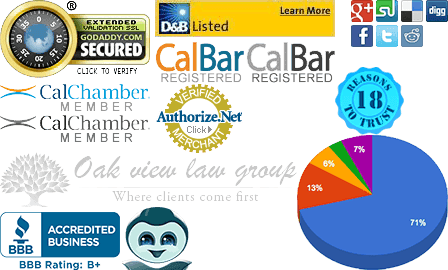 EXTENDED
VALIDATION SSL
GODADDY.COM
SECURED
CLICK TO VERIFY
D&B Listed
Learn More
g+ digg
CalBar CalBar
REGISTERED REGISTERED
CalChamber®
MEMBER
CalChamber®
MEMBER
VERIFIED
Authorize.Net
Click
MERCHANT
REASONS
18
TO TRUST
Oak view law group
Where clients come first
7%
6%
13%
71%
BBB
ACCREDITED
BUSINESS
BBB Rating: B+